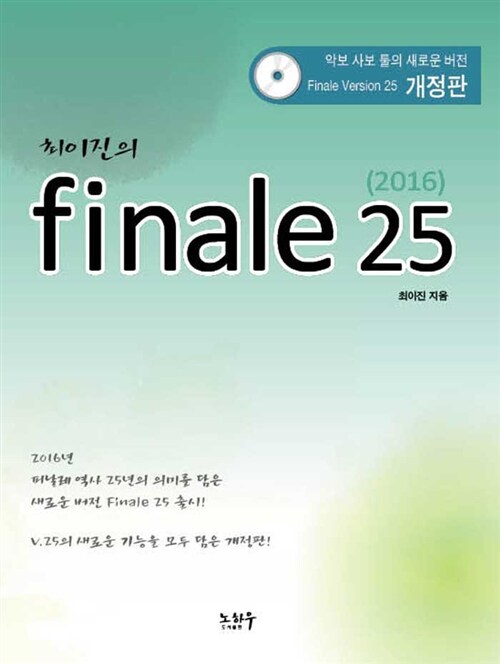 악보 사보 툴의 새로운 버전
Finale Version 25 개정판
최이진의
(2016)
finale 25
최이진 지음
2016년
피날레 역사 25년의 의미를 담은
새로운 버전 Finale 25 출시!
V.25의 새로운 기능을 모두 담은 개정판!
노하우
도서출판